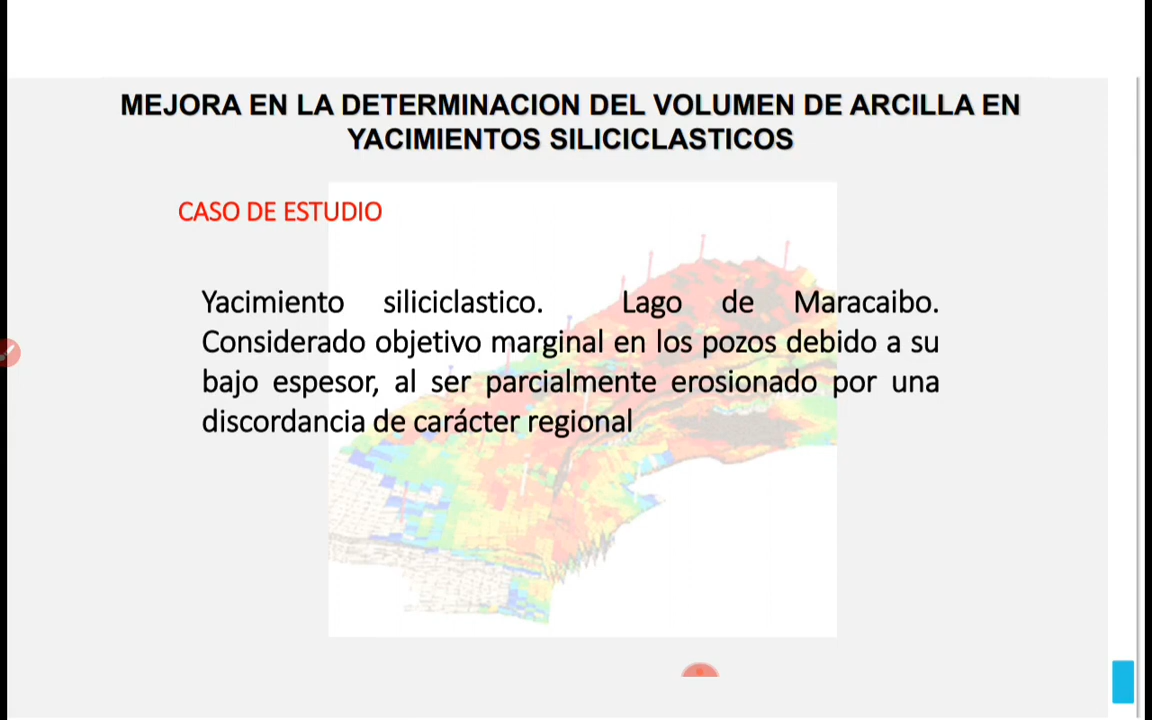 MEJORA EN LA DETERMINACION DEL VOLUMEN DE ARCILLA EN
YACIMIENTOS SILICICLASTICOS
CASO DE ESTUDIO
Yacimiento siliciclastico. Lago de Maracaibo.
Considerado objetivo marginal en los pozos debido a su
bajo espesor, al ser parcialmente erosionado por una
discordancia de carácter regional